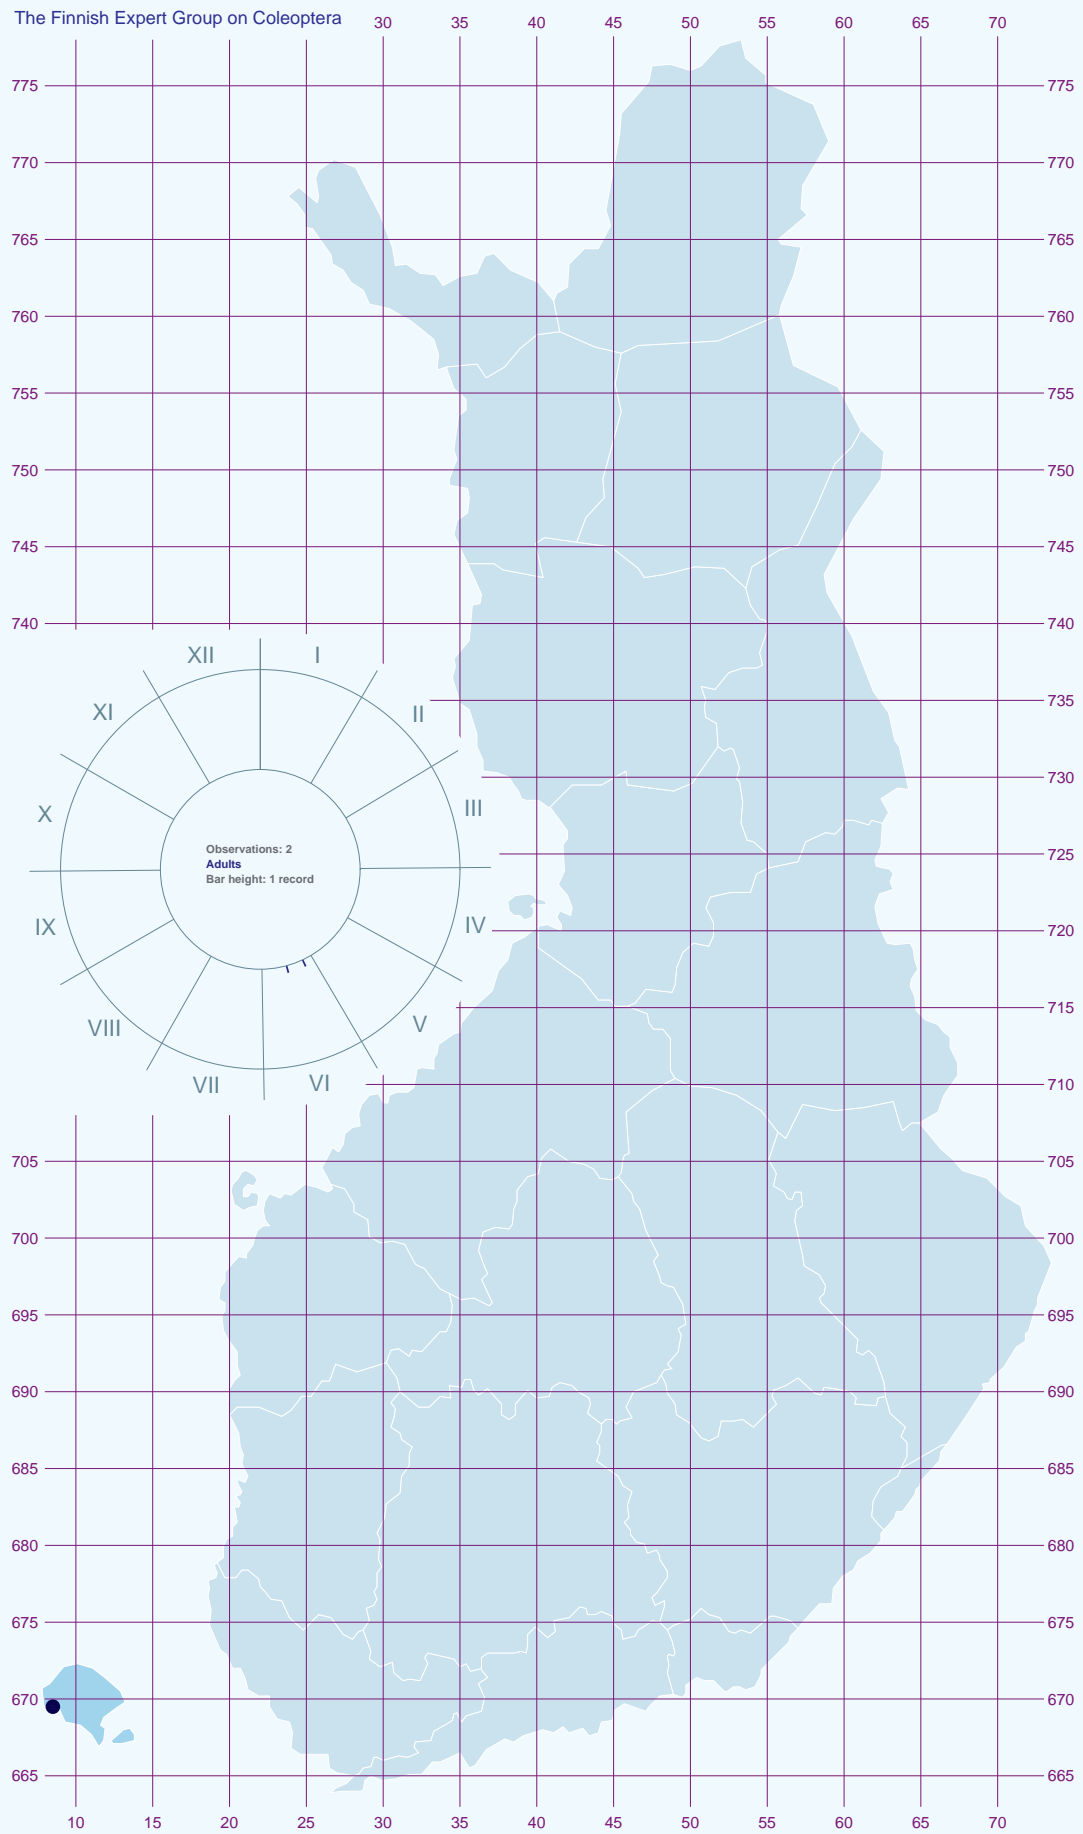 The Finnish Expert Group on Coleoptera
30 35 40 45 50 55 60 65 70
775 775
770 770
765 765
760 760
755 755
750 750
745 745
740 740
XII I
XI II
735
730
X III
Observations: 2
Adults
Bar height: 1 record
725
IX IV
720
VIII V
715
VII VI
710
705 705
700 700
695 695
690 690
685 685
680 680
675 675
670 670
665 665
10 15 20 25 30 35 40 45 50 55 60 65 70